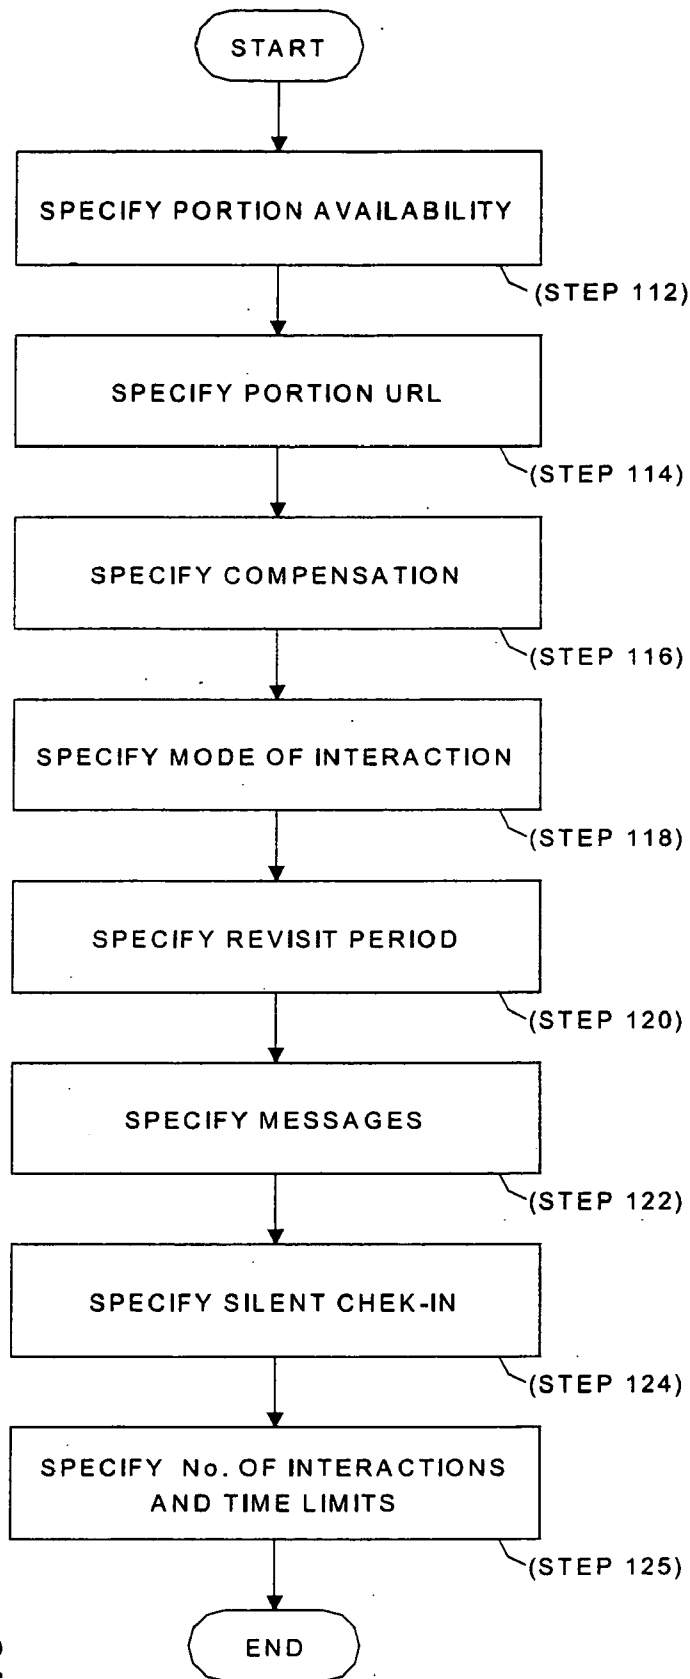 START
SPECIFY PORTION AVAILABILITY
(STEP 112)
SPECIFY PORTION URL
(STEP 114)
SPECIFY COMPENSATION
(STEP 116)
SPECIFY MODE OF INTERACTION
(STEP 118)
SPECIFY REVISIT PERIOD
(STEP 120)
SPECIFY MESSAGES
(STEP 122)
SPECIFY SILENT CHEK-IN
(STEP 124)
SPECIFY No. OF INTERACTIONS
AND TIME LIMITS
(STEP 125)
END